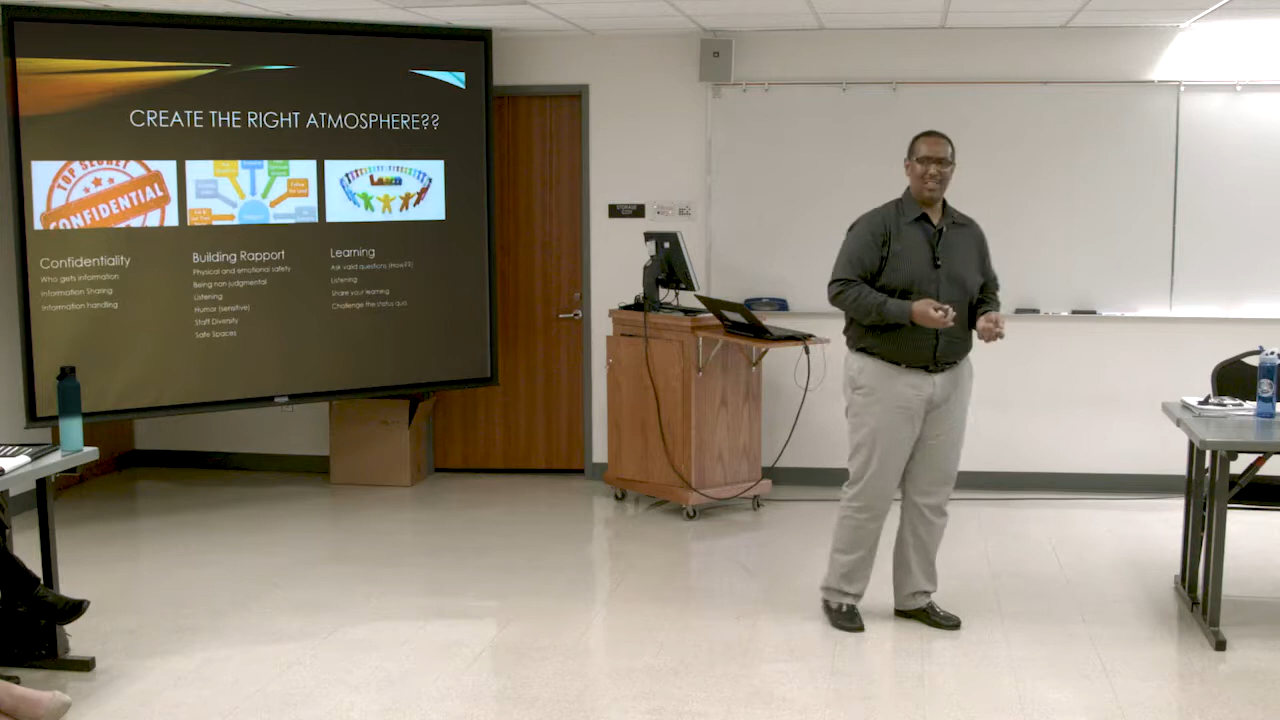 CREATE THE RIGHT ATMOSPHERE??
TOP SECRET
CONFIDENTIAL
Learn
Confidentiality
Who gets information
Information Sharing
Information handling
Building Rapport
Physical and emotional safety
Being non judgmental
Listening
Humor (sensitive)
Staff Diversity
Safe Spaces
Learning
Ask valid questions (How??)
Listening
Share your learning
Challenge the status quo
STORAGE